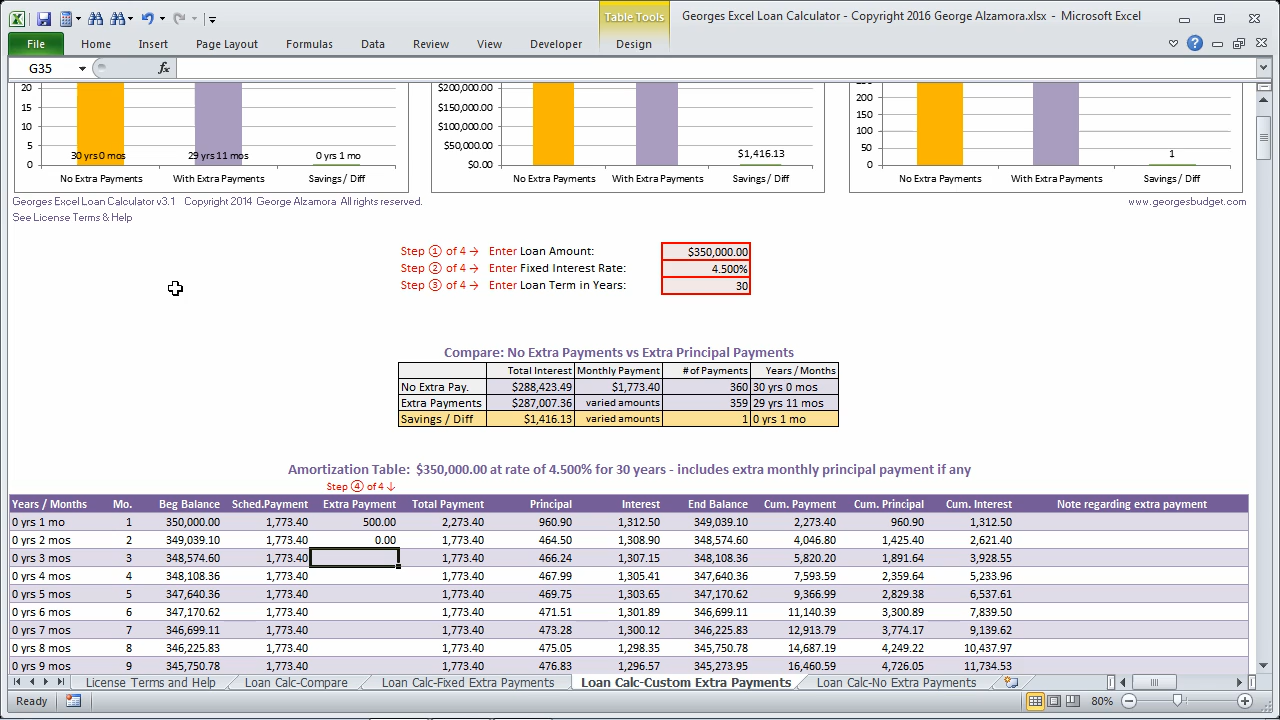 Table Tools
Georges Excel Loan Calculator - Copyright 2016 George Alzamora.xlsx - Microsoft Excel
File Home Insert Page Layout Formulas Data Review View Developer Design
G35 fx
20
15
10
5
0
30 yrs 0 mos 29 yrs 11 mos 0 yrs 1 mo
No Extra Payments With Extra Payments Savings / Diff
$200,000.00
$150,000.00
$100,000.00
$50,000.00
$0.00
$1,416.13
No Extra Payments With Extra Payments Savings / Diff
200
150
100
50
0
1
No Extra Payments With Extra Payments Savings / Diff
Georges Excel Loan Calculator v3.1 Copyright 2014 George Alzamora All rights reserved. www.georgesbudget.com
See License Terms & Help
Step ① of 4 → Enter Loan Amount: $350,000.00
Step ② of 4 → Enter Fixed Interest Rate: 4.500%
Step ③ of 4 → Enter Loan Term in Years: 30
Compare: No Extra Payments vs Extra Principal Payments
Total Interest Monthly Payment # of Payments Years / Months
No Extra Pay. $288,423.49 $1,773.40 360 30 yrs 0 mos
Extra Payments $287,007.36 varied amounts 359 29 yrs 11 mos
Savings / Diff $1,416.13 varied amounts 1 0 yrs 1 mo
Amortization Table: $350,000.00 at rate of 4.500% for 30 years - includes extra monthly principal payment if any
Step ④ of 4 ↓
Years / Months Mo. Beg Balance Sched.Payment Extra Payment Total Payment Principal Interest End Balance Cum. Payment Cum. Principal Cum. Interest Note regarding extra payment
0 yrs 1 mo 1 350,000.00 1,773.40 500.00 2,273.40 960.90 1,312.50 349,039.10 2,273.40 960.90 1,312.50
0 yrs 2 mos 2 349,039.10 1,773.40 0.00 1,773.40 464.50 1,308.90 348,574.60 4,046.80 1,425.40 2,621.40
0 yrs 3 mos 3 348,574.60 1,773.40 1,773.40 466.24 1,307.15 348,108.36 5,820.20 1,891.64 3,928.55
0 yrs 4 mos 4 348,108.36 1,773.40 1,773.40 467.99 1,305.41 347,640.36 7,593.59 2,359.64 5,233.96
0 yrs 5 mos 5 347,640.36 1,773.40 1,773.40 469.75 1,303.65 347,170.62 9,366.99 2,829.38 6,537.61
0 yrs 6 mos 6 347,170.62 1,773.40 1,773.40 471.51 1,301.89 346,699.11 11,140.39 3,300.89 7,839.50
0 yrs 7 mos 7 346,699.11 1,773.40 1,773.40 473.28 1,300.12 346,225.83 12,913.79 3,774.17 9,139.62
0 yrs 8 mos 8 346,225.83 1,773.40 1,773.40 475.05 1,298.35 345,750.78 14,687.19 4,249.22 10,437.97
0 yrs 9 mos 9 345,750.78 1,773.40 1,773.40 476.83 1,296.57 345,273.95 16,460.59 4,726.05 11,734.53
License Terms and Help Loan Calc-Compare Loan Calc-Fixed Extra Payments Loan Calc-Custom Extra Payments Loan Calc-No Extra Payments
Ready 80%